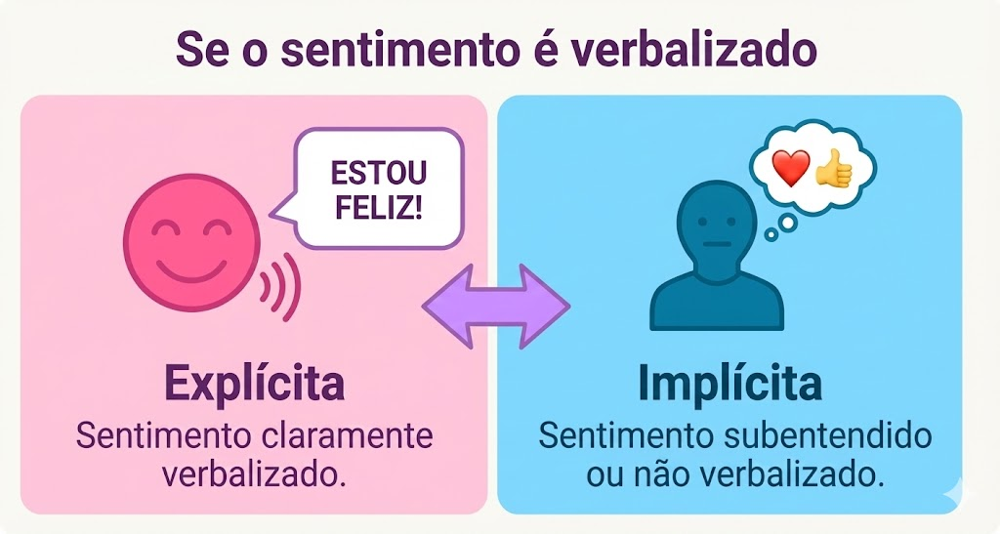 Se o sentimento é verbalizado
ESTOU
FELIZ!
Explícita
Sentimento claramente
verbalizado.
Implícita
Sentimento subentendido
ou não verbalizado.